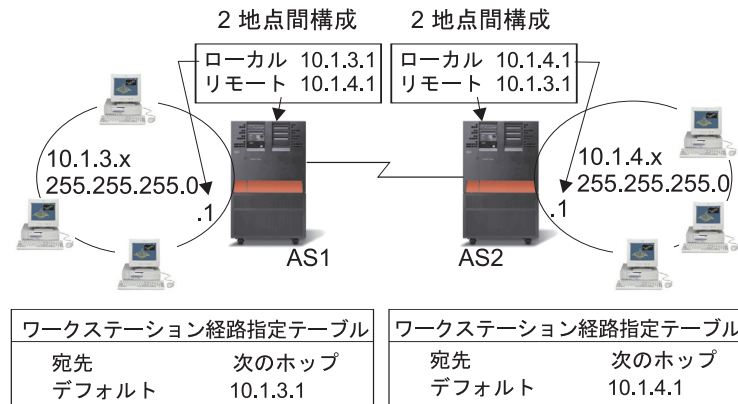 2 地点間構成
2 地点間構成
ローカル 10.1.3.1
リモート 10.1.4.1
ローカル 10.1.4.1
リモート 10.1.3.1
10.1.3.x
255.255.255.0
.1
10.1.4.x
255.255.255.0
.1
AS1
AS2
ワークステーション経路指定テーブル
宛先 次のホップ
デフォルト 10.1.3.1
ワークステーション経路指定テーブル
宛先 次のホップ
デフォルト 10.1.4.1